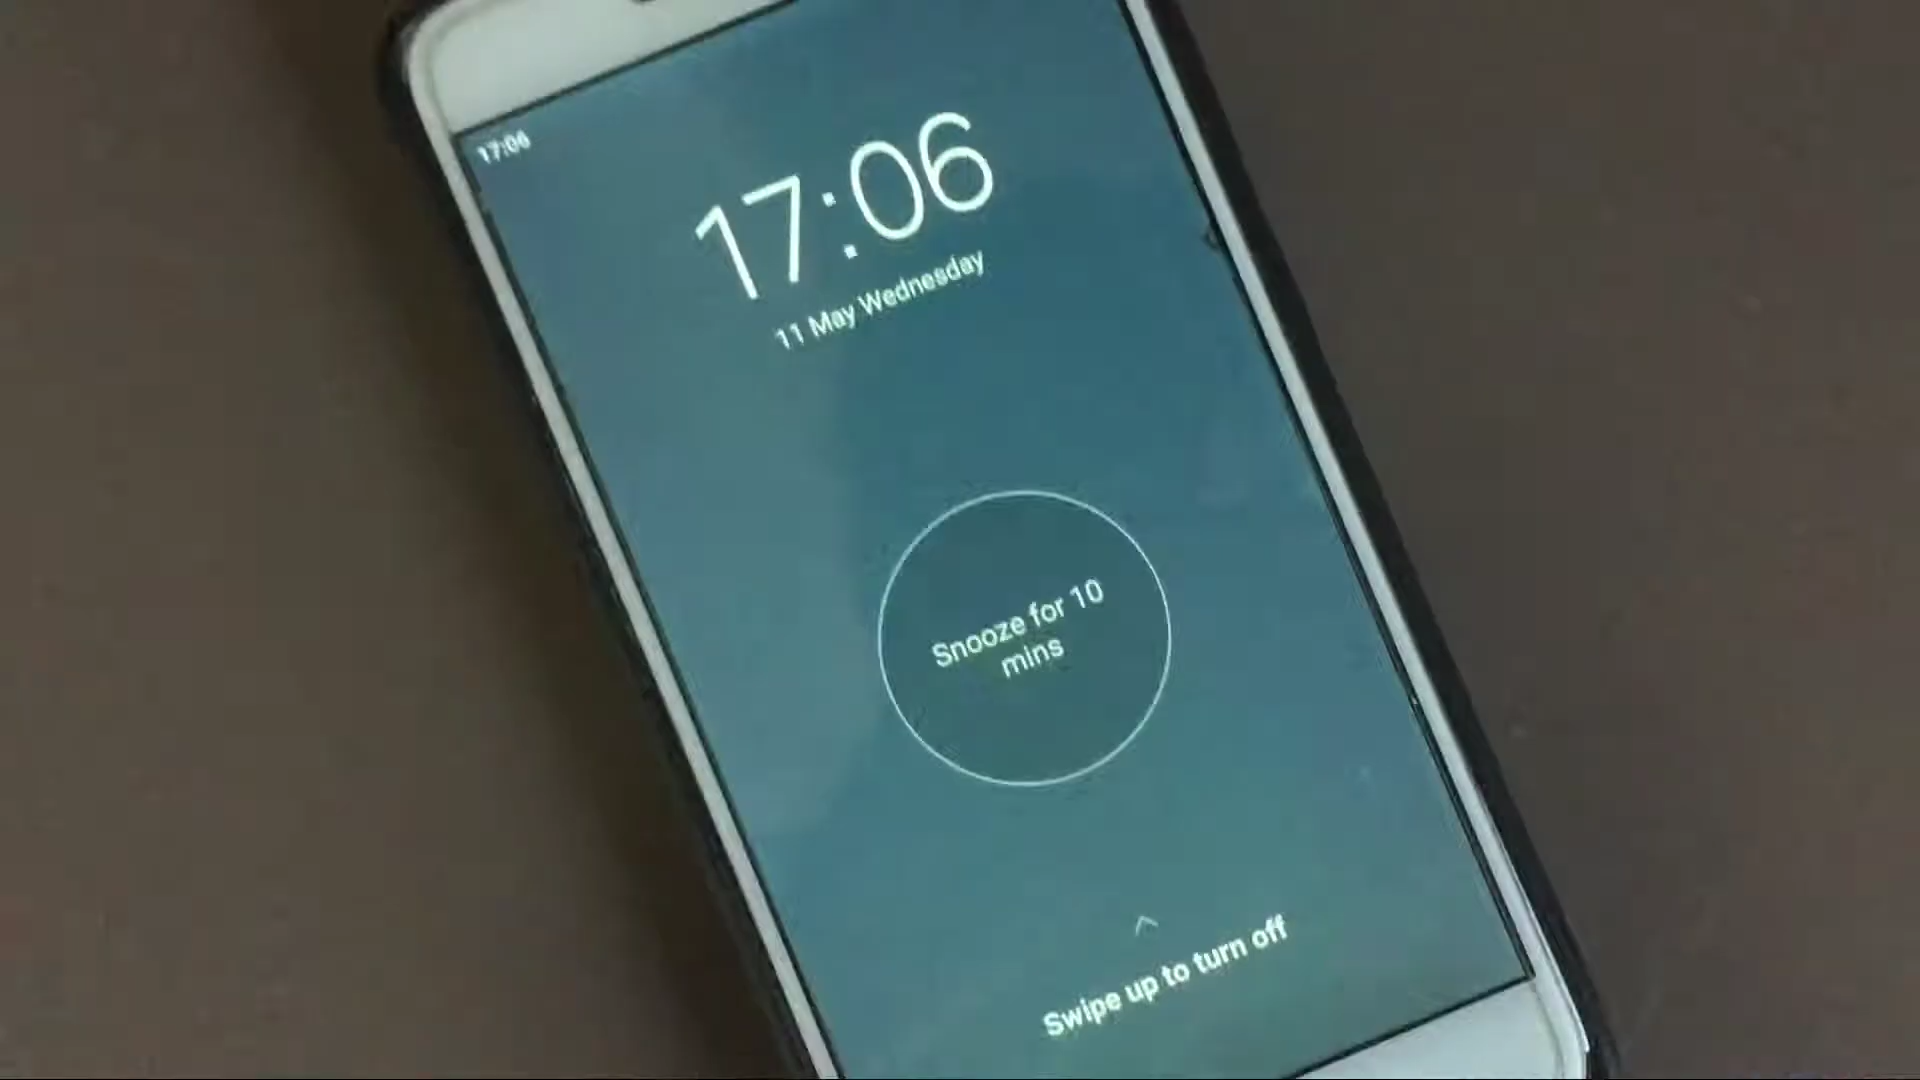 17:06
17:06
11 May Wednesday
Snooze for 10
mins
Swipe up to turn off